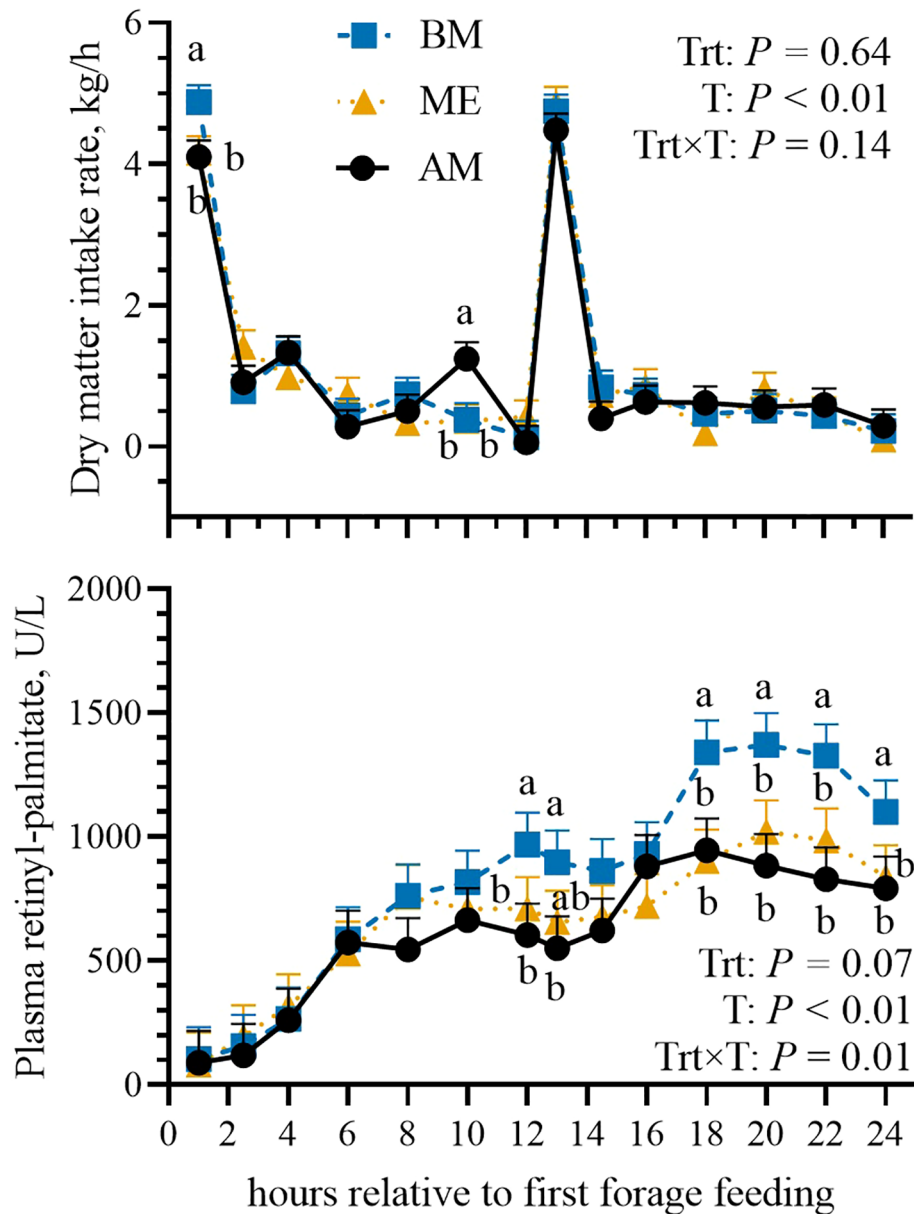 6
4
2
0
Dry matter intake rate, kg/h
BM
ME
AM
Trt: P = 0.64
T: P < 0.01
Trt×T: P = 0.14
a
b
b
a
b b
2000
1500
1000
500
0
Plasma retinyl-palmitate, U/L
a a a
a
a a
b b b
b ab b
b b
b b b b
Trt: P = 0.07
T: P < 0.01
Trt×T: P = 0.01
0 2 4 6 8 10 12 14 16 18 20 22 24
hours relative to first forage feeding